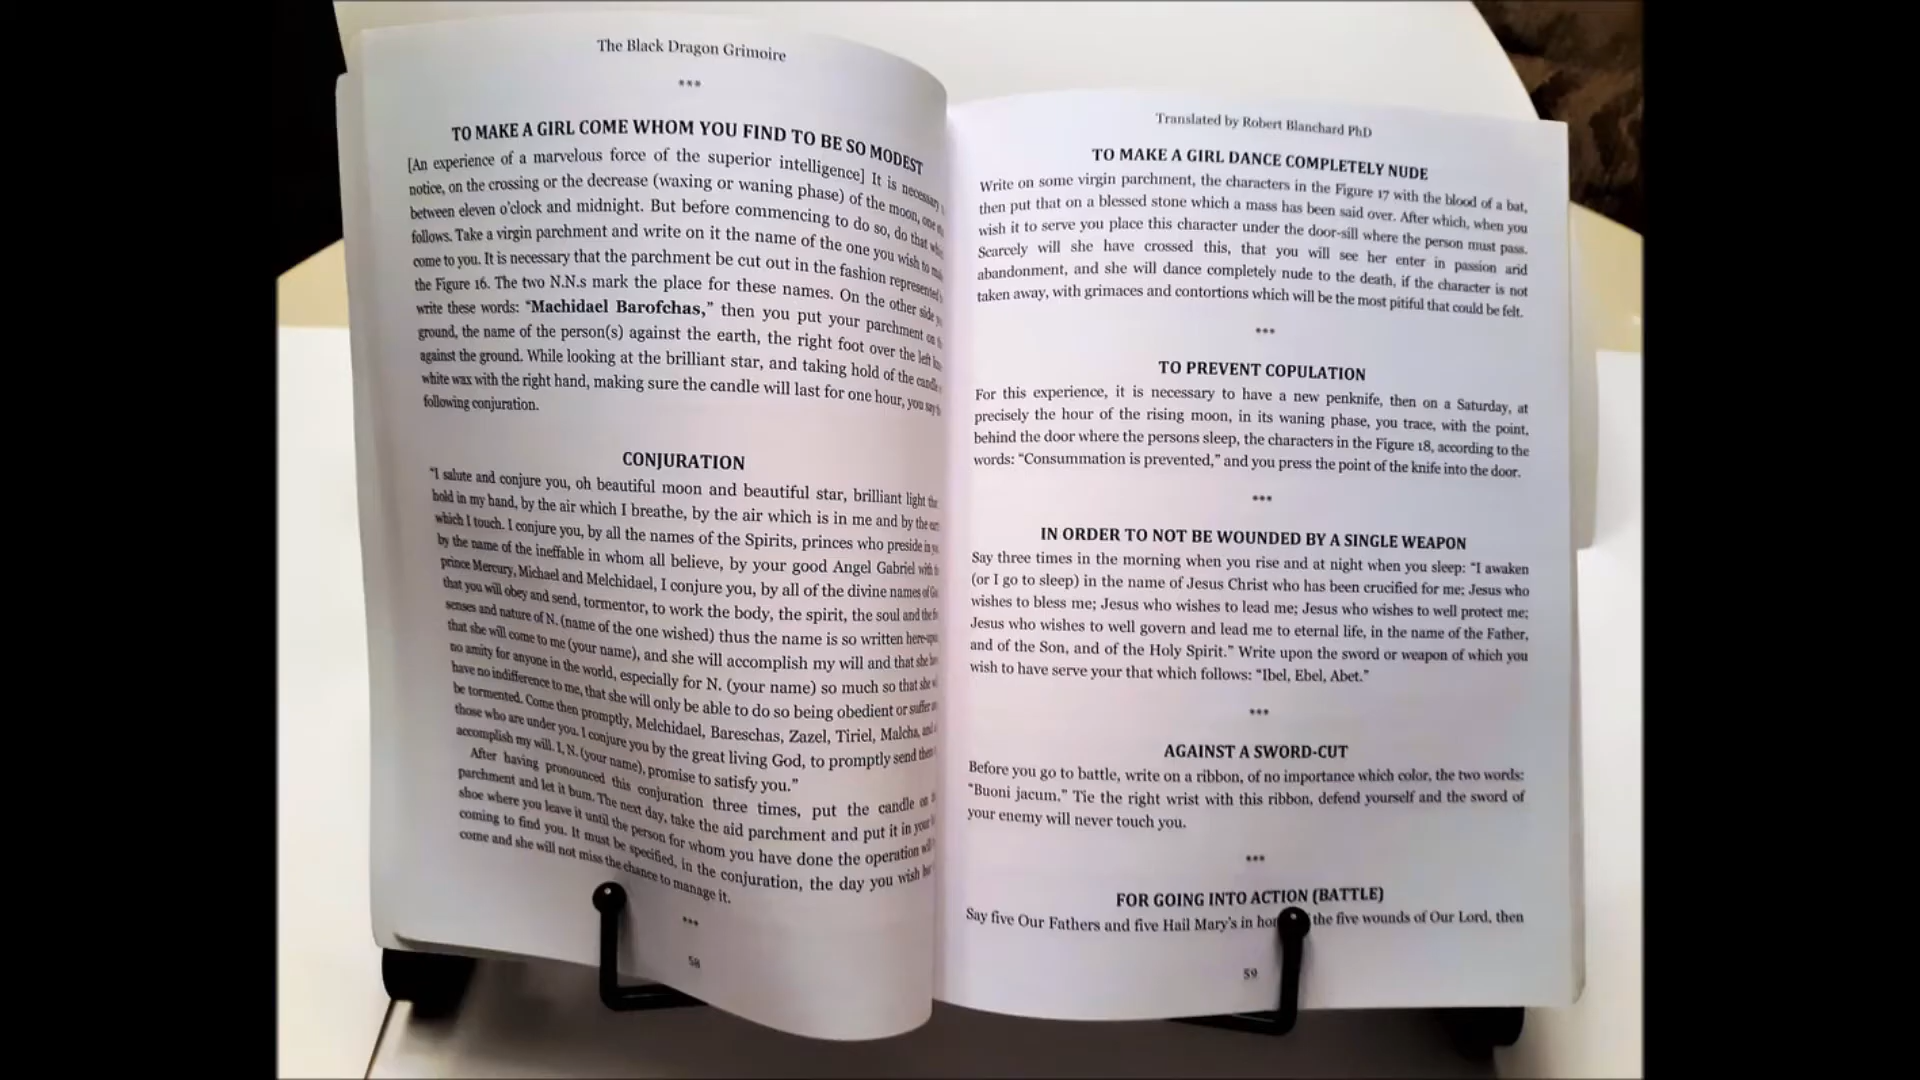 The Black Dragon Grimoire
***
TO MAKE A GIRL COME WHOM YOU FIND TO BE SO MODEST
[An experience of a marvelous force of the superior intelligence] It is necessary
notice, on the crossing or the decrease (waxing or waning phase) of the moon, one
between eleven o'clock and midnight. But before commencing to do so, do that
follows. Take a virgin parchment and write on it the name of the one you wish to
come to you. It is necessary that the parchment be cut out in the fashion represented
the Figure 16. The two N.N.s mark the place for these names. On the other side
write these words: "Machidael Barofchas," then you put your parchment on
ground, the name of the person(s) against the earth, the right foot over the left
against the ground. While looking at the brilliant star, and taking hold of the candle
white wax with the right hand, making sure the candle will last for one hour, you say
following conjuration.
CONJURATION
"I salute and conjure you, oh beautiful moon and beautiful star, brilliant light
hold in my hand, by the air which I breathe, by the air which is in me and by the
which I touch. I conjure you, by all the names of the Spirits, princes who preside in
by the name of the ineffable in whom all believe, by your good Angel Gabriel with
prince Mercury, Michael and Melchidael, I conjure you, by all of the divine names of
that you will obey and send, tormentor, to work the body, the spirit, the soul and the
senses and nature of N. (name of the one wished) thus the name is so written
that she will come to me (your name), and she will accomplish my will and that she
no amity for anyone in the world, especially for N. (your name) so much so that she
have no indifference to me, that she will only be able to do so being obedient or suffer
be tormented. Come then promptly, Melchidael, Bareschas, Zazel, Tiriel, Malcha,
those who are under you. I conjure you by the great living God, to promptly send
accomplish my will. I, N. (your name), promise to satisfy you."
After having pronounced this conjuration three times, put the candle on
parchment and let it burn. The next day, take the aid parchment and put it in your
shoe where you leave it until the person for whom you have done the operation
coming to find you. It must be specified, in the conjuration, the day you wish
come and she will not miss the chance to manage it.
***
58
Translated by Robert Blanchard PhD
TO MAKE A GIRL DANCE COMPLETELY NUDE
Write on some virgin parchment, the characters in the Figure 17 with the blood of a bat,
then put that on a blessed stone which a mass has been said over. After which, when you
wish it to serve you place this character under the door-sill where the person must pass.
Scarcely will she have crossed this, that you will see her enter in passion and
abandonment, and she will dance completely nude to the death, if the character is not
taken away, with grimaces and contortions which will be the most pitiful that could be felt.
***
TO PREVENT COPULATION
For this experience, it is necessary to have a new penknife, then on a Saturday, at
precisely the hour of the rising moon, in its waning phase, you trace, with the point,
behind the door where the persons sleep, the characters in the Figure 18, according to the
words: "Consummation is prevented," and you press the point of the knife into the door.
***
IN ORDER TO NOT BE WOUNDED BY A SINGLE WEAPON
Say three times in the morning when you rise and at night when you sleep: "I awaken
(or I go to sleep) in the name of Jesus Christ who has been crucified for me; Jesus who
wishes to bless me; Jesus who wishes to lead me; Jesus who wishes to well protect me;
Jesus who wishes to well govern and lead me to eternal life, in the name of the Father,
and of the Son, and of the Holy Spirit." Write upon the sword or weapon of which you
wish to have serve your that which follows: "Ibel, Ebel, Abet."
***
AGAINST A SWORD-CUT
Before you go to battle, write on a ribbon, of no importance which color, the two words:
"Buoni jacum." Tie the right wrist with this ribbon, defend yourself and the sword of
your enemy will never touch you.
***
FOR GOING INTO ACTION (BATTLE)
Say five Our Fathers and five Hail Mary's in the five wounds of Our Lord, then
59